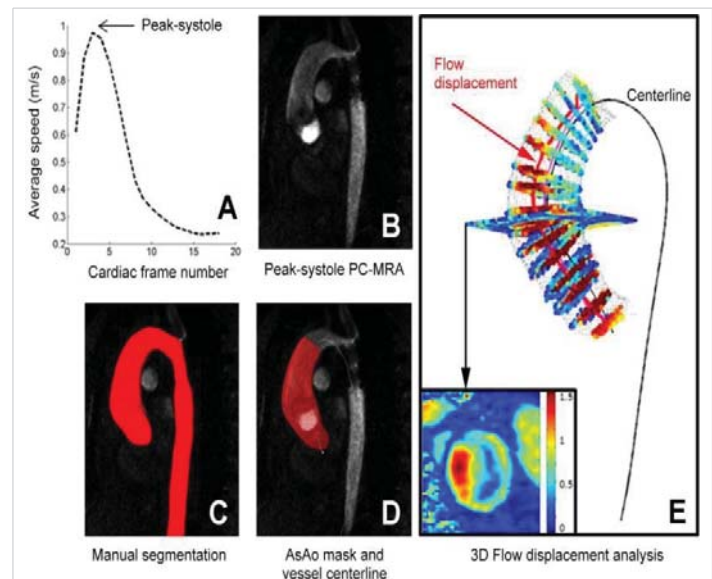 Peak-systole
Average speed (m/s)
1
0.9
0.8
0.7
0.6
0.5
0.4
0.3
0.2
0
5
10
15
20
Cardiac frame number
A
B
Peak-systole PC-MRA
C
Manual segmentation
D
AsAo mask and
vessel centerline
Flow
displacement
Centerline
1.5
1
0.5
0
E
3D Flow displacement analysis